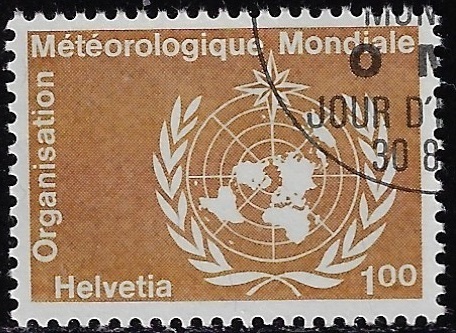 Organisation
Météorologique Mondiale
Helvetia
100
O
JOUR D'
30 8